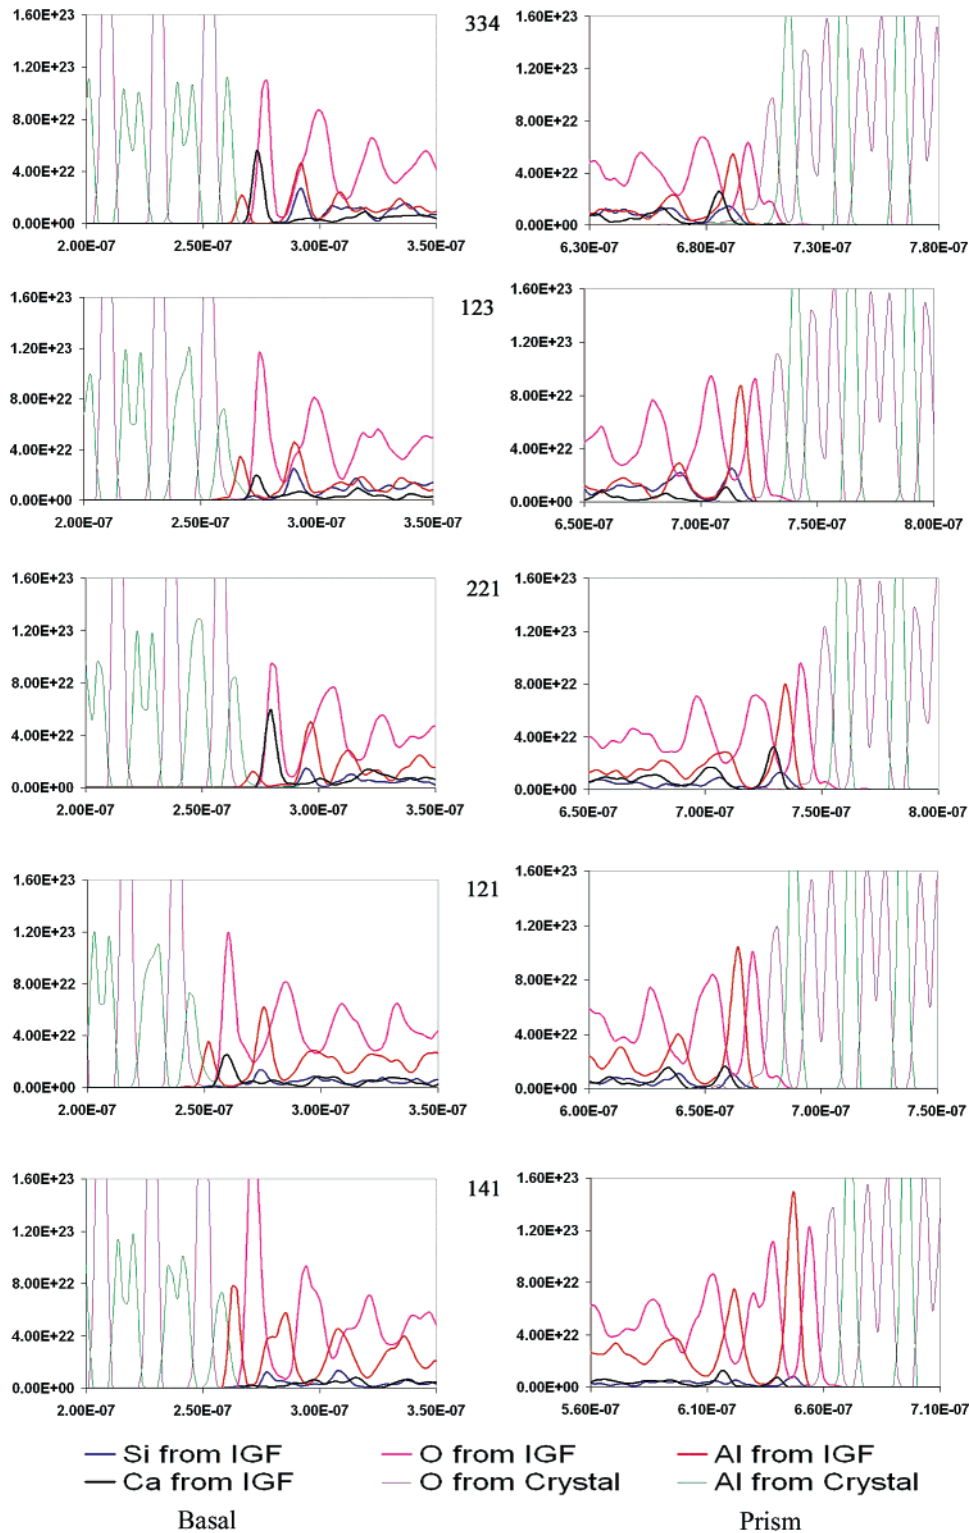 334
1.60E+23
1.20E+23
8.00E+22
4.00E+22
0.00E+00
2.00E-07 2.50E-07 3.00E-07 3.50E-07
1.60E+23
1.20E+23
8.00E+22
4.00E+22
0.00E+00
6.30E-07 6.80E-07 7.30E-07 7.80E-07
123
1.60E+23
1.20E+23
8.00E+22
4.00E+22
0.00E+00
2.00E-07 2.50E-07 3.00E-07 3.50E-07
1.60E+23
1.20E+23
8.00E+22
4.00E+22
0.00E+00
6.50E-07 7.00E-07 7.50E-07 8.00E-07
221
1.60E+23
1.20E+23
8.00E+22
4.00E+22
0.00E+00
2.00E-07 2.50E-07 3.00E-07 3.50E-07
1.60E+23
1.20E+23
8.00E+22
4.00E+22
0.00E+00
6.50E-07 7.00E-07 7.50E-07 8.00E-07
121
1.60E+23
1.20E+23
8.00E+22
4.00E+22
0.00E+00
2.00E-07 2.50E-07 3.00E-07 3.50E-07
1.60E+23
1.20E+23
8.00E+22
4.00E+22
0.00E+00
6.00E-07 6.50E-07 7.00E-07 7.50E-07
141
1.60E+23
1.20E+23
8.00E+22
4.00E+22
0.00E+00
2.00E-07 2.50E-07 3.00E-07 3.50E-07
1.60E+23
1.20E+23
8.00E+22
4.00E+22
0.00E+00
5.60E-07 6.10E-07 6.60E-07 7.10E-07
Si from IGF O from IGF Al from IGF
Ca from IGF O from Crystal Al from Crystal
Basal Prism